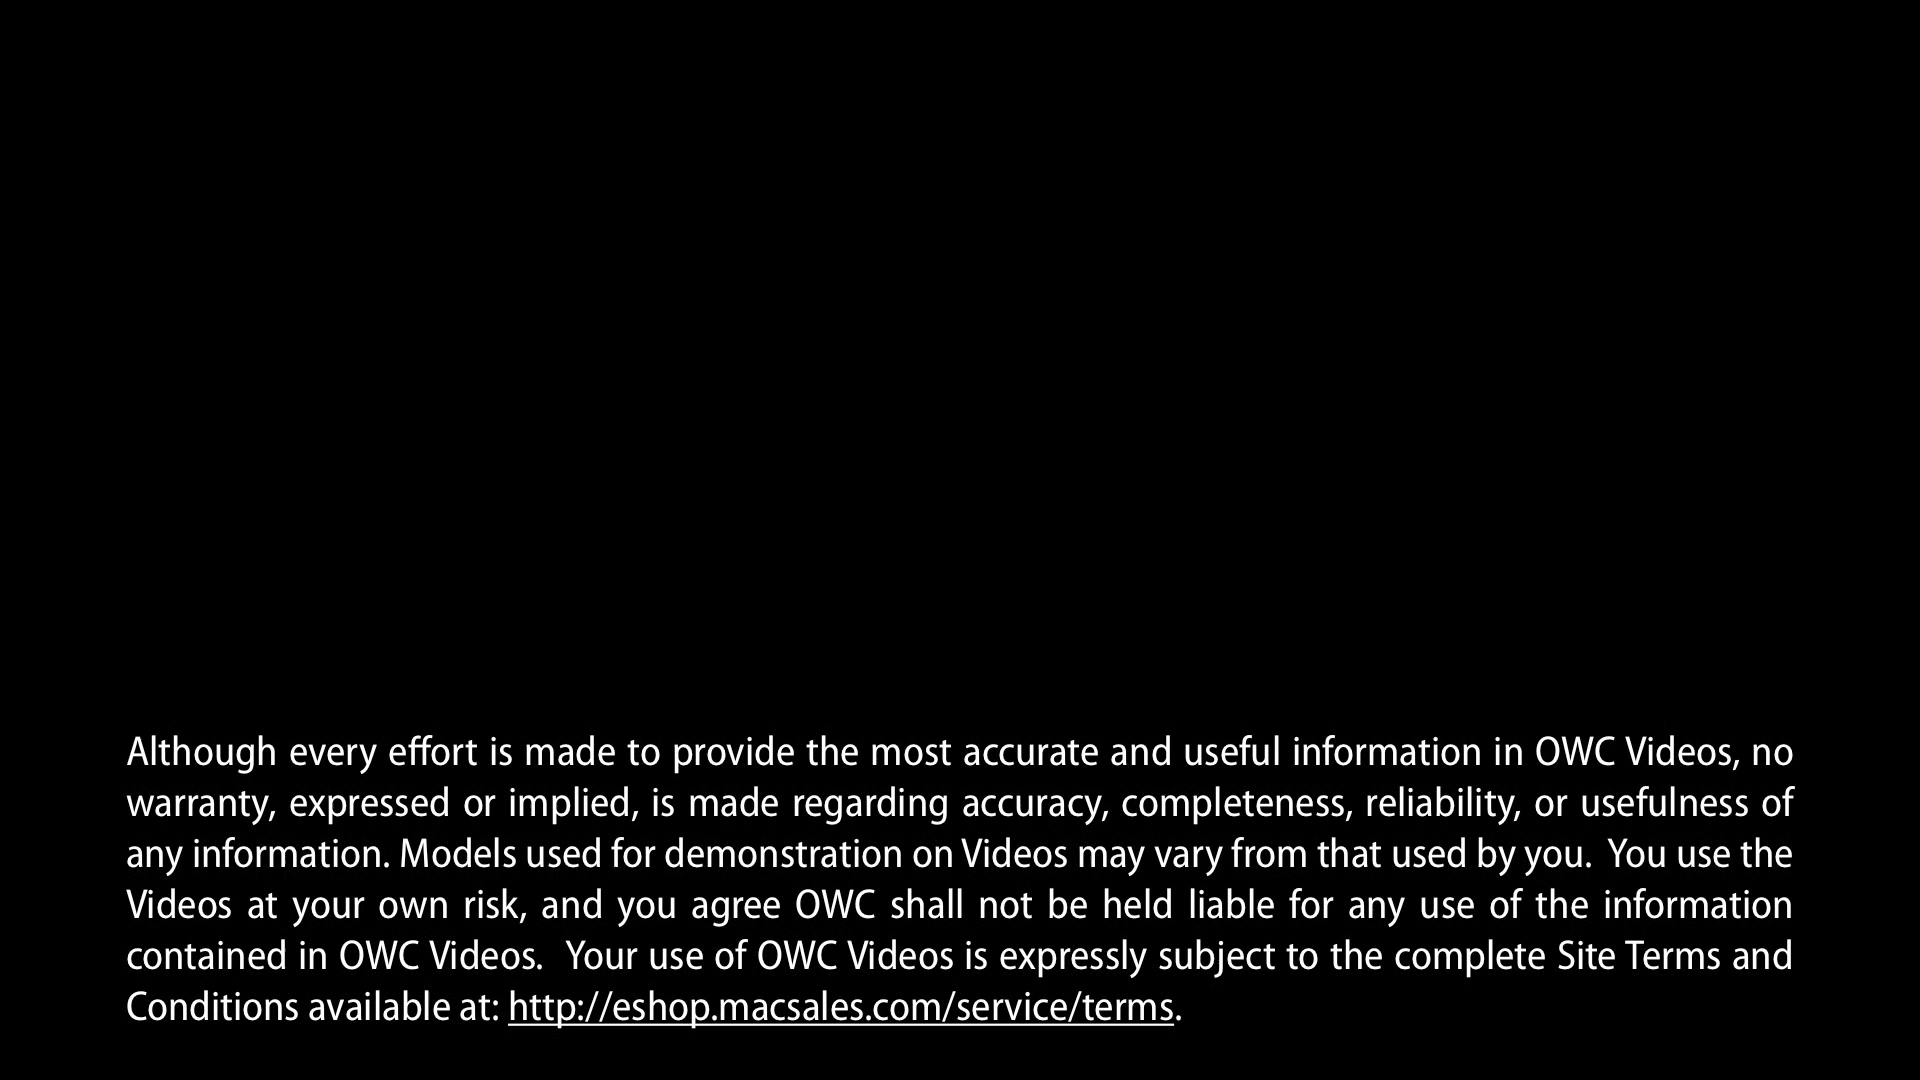 Although every effort is made to provide the most accurate and useful information in OWC Videos, no
warranty, expressed or implied, is made regarding accuracy, completeness, reliability, or usefulness of
any information. Models used for demonstration on Videos may vary from that used by you.  You use the
Videos at your own risk, and you agree OWC shall not be held liable for any use of the information
contained in OWC Videos.  Your use of OWC Videos is expressly subject to the complete Site Terms and
Conditions available at: http://eshop.macsales.com/service/terms.